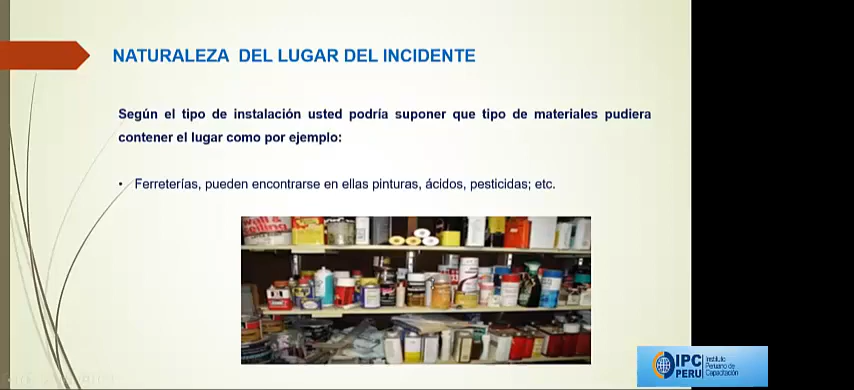 NATURALEZA DEL LUGAR DEL INCIDENTE
Según el tipo de instalación usted podría suponer que tipo de materiales pudiera
contener el lugar como por ejemplo:
• Ferreterías, pueden encontrarse en ellas pinturas, ácidos, pesticidas; etc.
IPC
PERU
Instituto
Peruano de
Capacitación